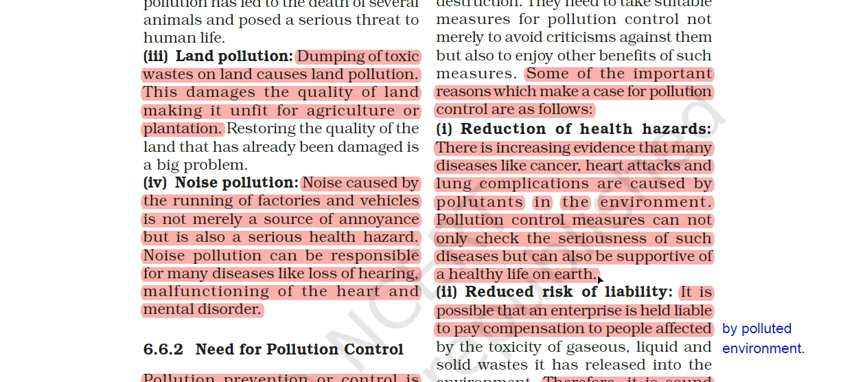 pollution has led to the death of several
animals and posed a serious threat to
human life.
(iii) Land pollution: Dumping of toxic
wastes on land causes land pollution.
This damages the quality of land
making it unfit for agriculture or
plantation. Restoring the quality of the
land that has already been damaged is
a big problem.
(iv) Noise pollution: Noise caused by
the running of factories and vehicles
is not merely a source of annoyance
but is also a serious health hazard.
Noise pollution can be responsible
for many diseases like loss of hearing,
malfunctioning of the heart and
mental disorder.
6.6.2 Need for Pollution Control
Pollution prevention or control is
destruction. They need to take suitable
measures for pollution control not
merely to avoid criticisms against them
but also to enjoy other benefits of such
measures. Some of the important
reasons which make a case for pollution
control are as follows:
(i) Reduction of health hazards:
There is increasing evidence that many
diseases like cancer, heart attacks and
lung complications are caused by
pollutants in the environment.
Pollution control measures can not
only check the seriousness of such
diseases but can also be supportive of
a healthy life on earth.
(ii) Reduced risk of liability: It is
possible that an enterprise is held liable
to pay compensation to people affected
by the toxicity of gaseous, liquid and
solid wastes it has released into the
environment. Therefore, it is sound
by polluted
environment.
NCERT
republished